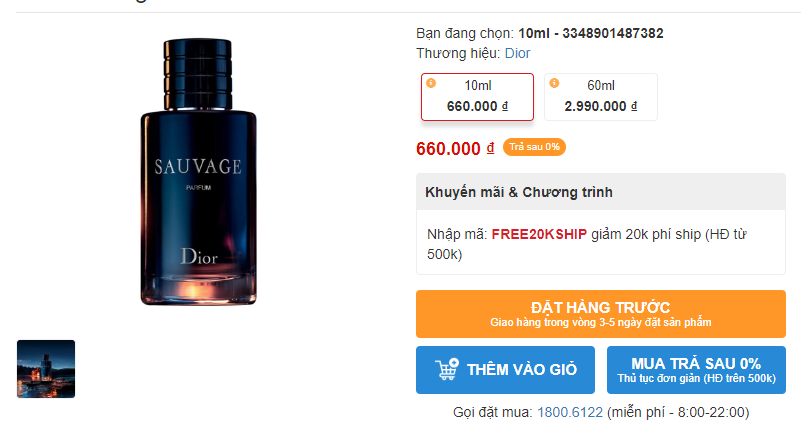 Bạn đang chọn: 10ml - 3348901487382
Thương hiệu: Dior
10ml
660.000 ₫
60ml
2.990.000 ₫
660.000 ₫ Trả sau 0%
Khuyến mãi & Chương trình
Nhập mã: FREE20KSHIP giảm 20k phí ship (HĐ từ
500k)
ĐẶT HÀNG TRƯỚC
Giao hàng trong vòng 3-5 ngày đặt sản phẩm
THÊM VÀO GIỎ
MUA TRẢ SAU 0%
Thủ tục đơn giản (HĐ trên 500k)
Gọi đặt mua: 1800.6122 (miễn phí - 8:00-22:00)
SAUVAGE
PARFUM
Dior